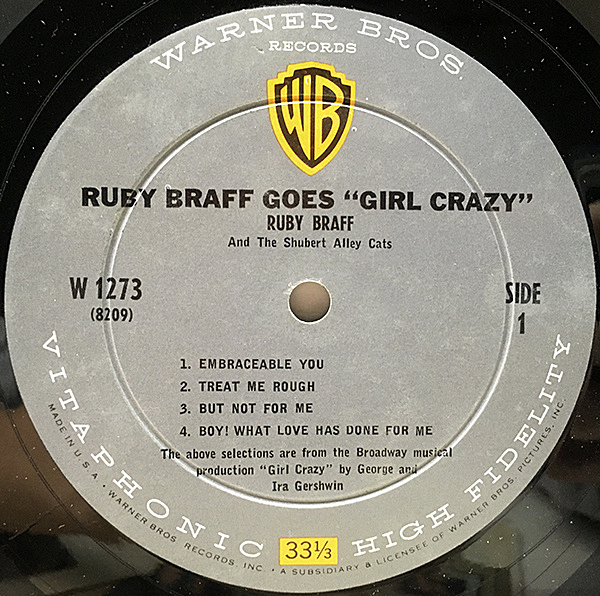 WARNER BROS.
RECORDS
WB
RUBY BRAFF GOES "GIRL CRAZY"
RUBY BRAFF
And The Shubert Alley Cats
W 1273
(8209)
SIDE
1
1. EMBRACEABLE YOU
2. TREAT ME ROUGH
3. BUT NOT FOR ME
4. BOY! WHAT LOVE HAS DONE FOR ME
The above selections are from the Broadway musical
production "Girl Crazy" by George and
Ira Gershwin
VITAPHONIC HIGH FIDELITY
33⅓
MADE IN U.S.A. • WARNER BROS. RECORDS, INC. • A SUBSIDIARY & LICENSEE OF WARNER BROS. PICTURES, INC.